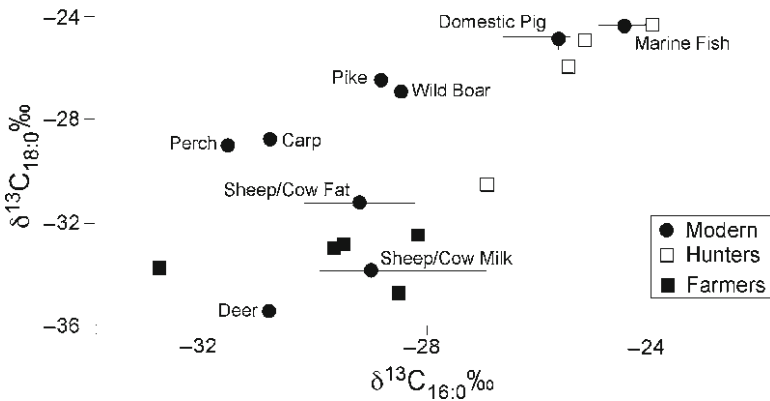 −24
Domestic Pig
Marine Fish
Pike
Wild Boar
−28
Perch
Carp
Sheep/Cow Fat
−32
Sheep/Cow Milk
Deer
−36
δ¹³C₁₈:₀‰
−32
−28
−24
δ¹³C₁₆:₀‰
Modern
Hunters
Farmers